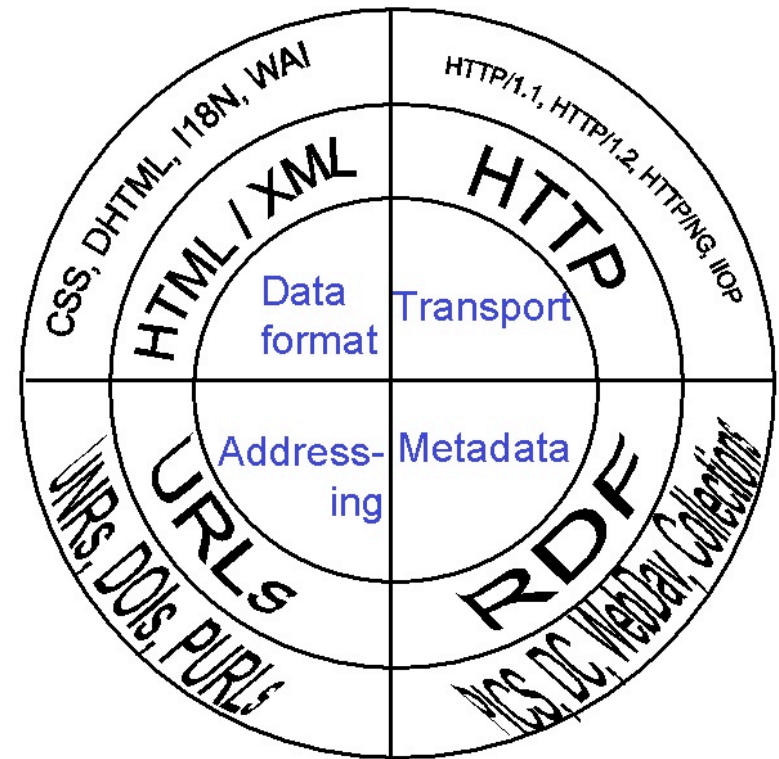 CSS, DHTML, I18N, WAI
HTTP/1.1, HTTP/1.2, HTTP/NG, IIOP
HTML / XML
HTTP
Data
format
Transport
Address-
ing
Metadata
URLs
RDF
UNRs, DOIs, PURLs
PICS, DC, WebDav, Collections